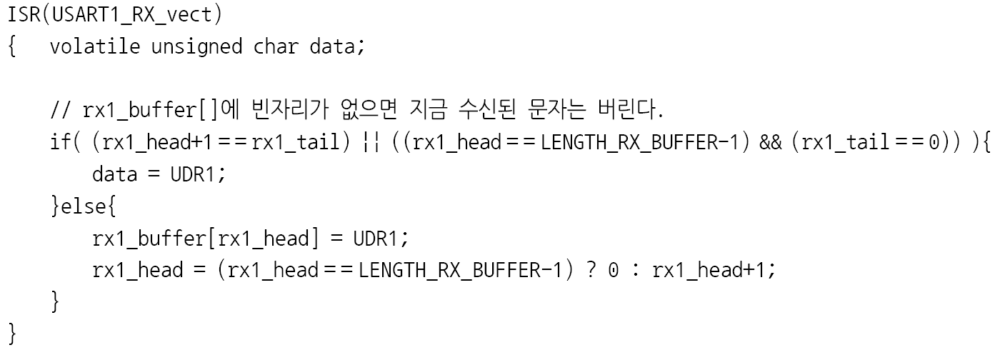 ISR(USART1_RX_vect)
{   volatile unsigned char data;
    // rx1_buffer[]에 빈자리가 없으면 지금 수신된 문자는 버린다.
    if( (rx1_head+1==rx1_tail) || ((rx1_head==LENGTH_RX_BUFFER-1) && (rx1_tail==0)) ){
        data = UDR1;
    }else{
        rx1_buffer[rx1_head] = UDR1;
        rx1_head = (rx1_head==LENGTH_RX_BUFFER-1) ? 0 : rx1_head+1;
    }
}